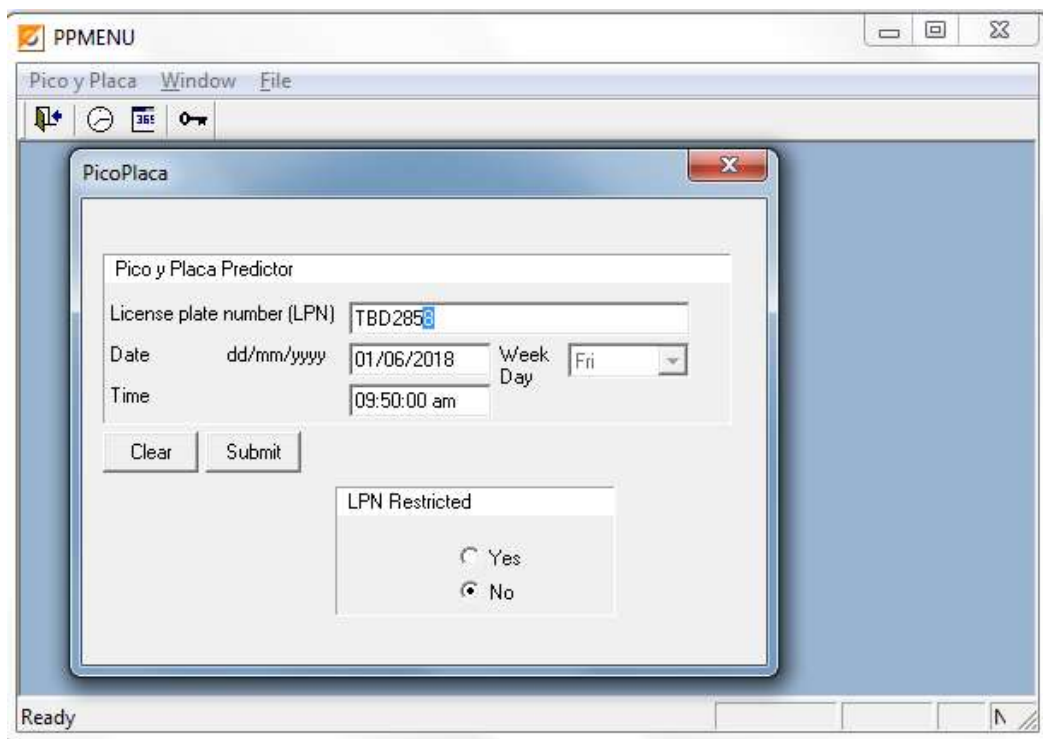 PPMENU
Pico y Placa Window File
365
PicoPlaca
Pico y Placa Predictor
License plate number (LPN) TBD2858
Date dd/mm/yyyy 01/06/2018 Week Day Fri
Time 09:50:00 am
Clear Submit
LPN Restricted
Yes
No
Ready